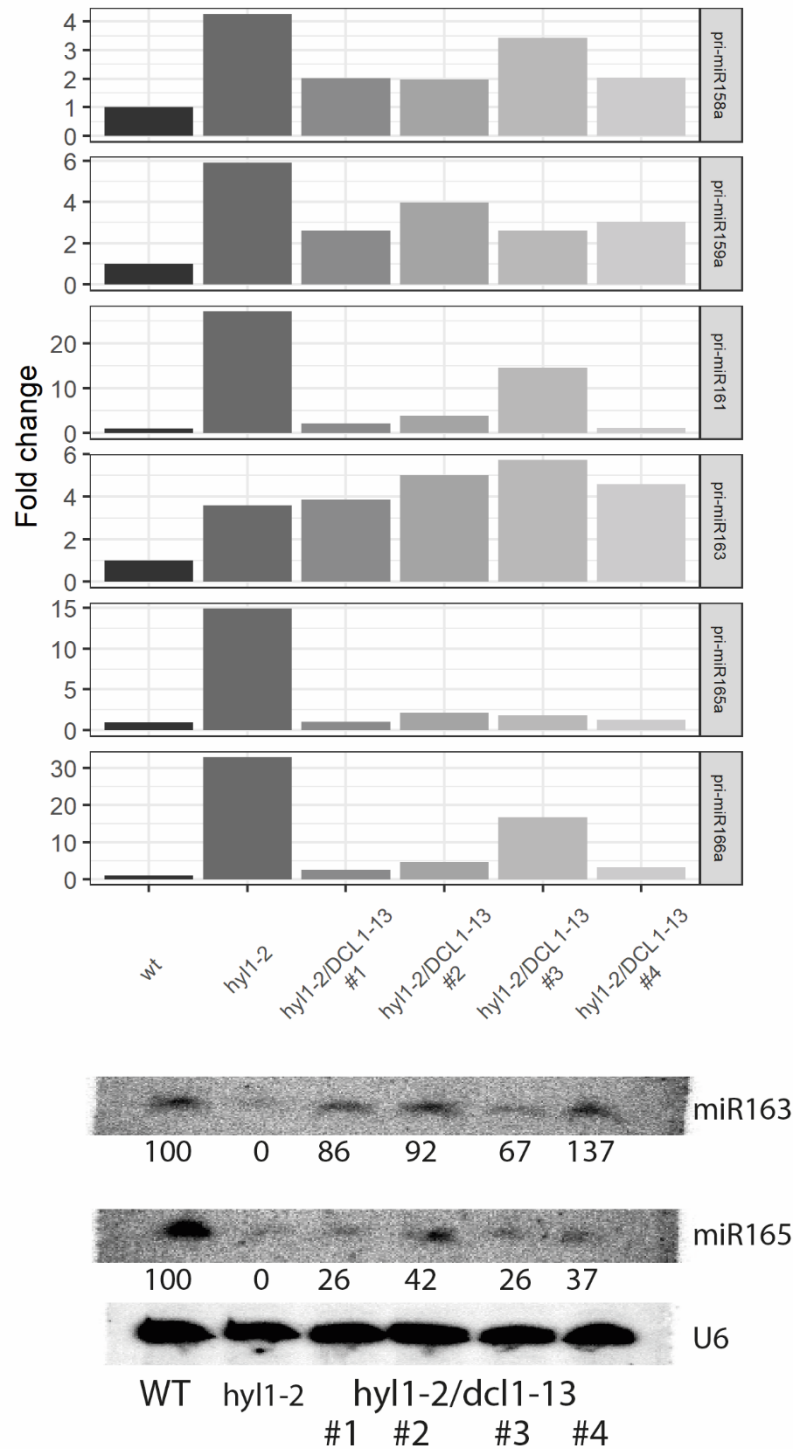 4
3
2
1
0
pri-miR158a
6
4
2
0
pri-miR159a
20
10
0
pri-miR161
Fold change
6
4
2
0
pri-miR163
15
10
5
0
pri-miR165a
30
20
10
0
pri-miR166a
wt
hyl1-2
hyl1-2/DCL1-13
#1
hyl1-2/DCL1-13
#2
hyl1-2/DCL1-13
#3
hyl1-2/DCL1-13
#4
miR163
100 0 86 92 67 137
miR165
100 0 26 42 26 37
U6
WT hyl1-2 hyl1-2/dcl1-13
#1 #2 #3 #4